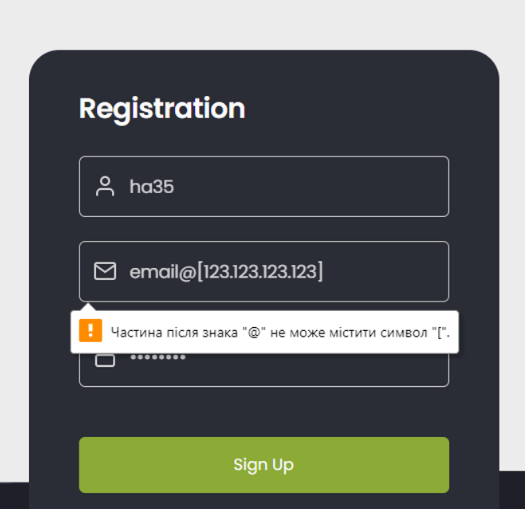 Registration
ha35
email@[123.123.123.123]
Частина після знака "@" не може містити символ "[".
••••••••
Sign Up